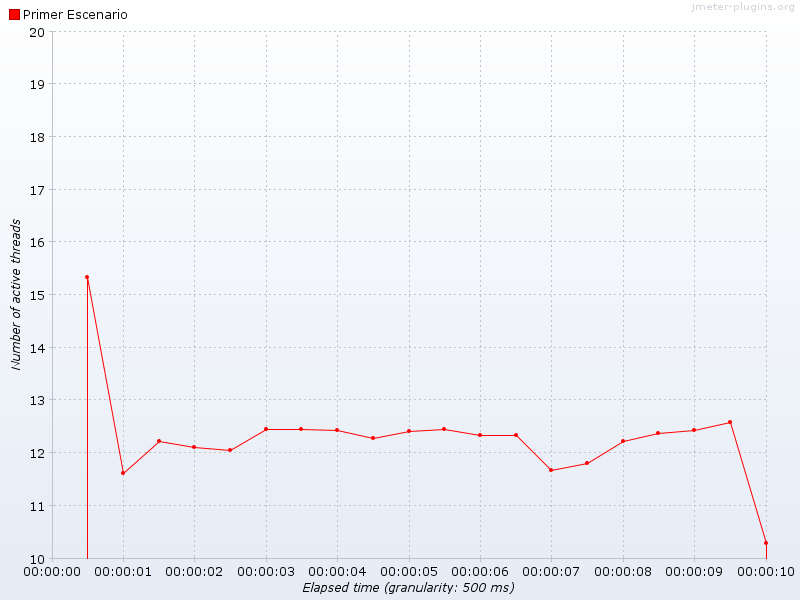 jmeter-plugins.org
Primer Escenario
20
19
18
17
16
15
14
13
12
11
10
Number of active threads
00:00:00 00:00:01 00:00:02 00:00:03 00:00:04 00:00:05 00:00:06 00:00:07 00:00:08 00:00:09 00:00:10
Elapsed time (granularity: 500 ms)